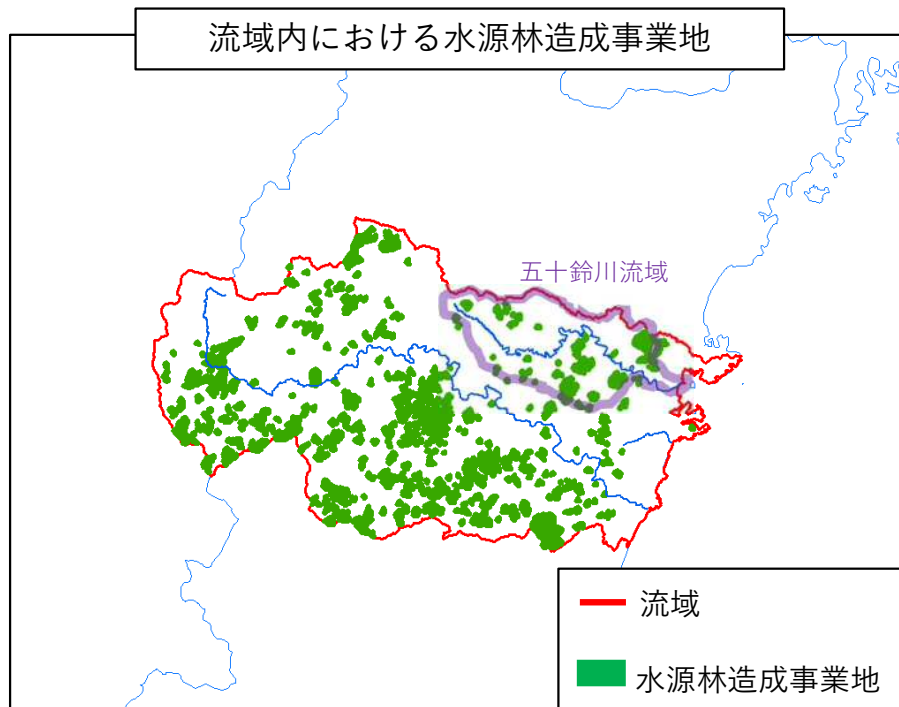 流域内における水源林造成事業地
五十鈴川流域
流域
水源林造成事業地